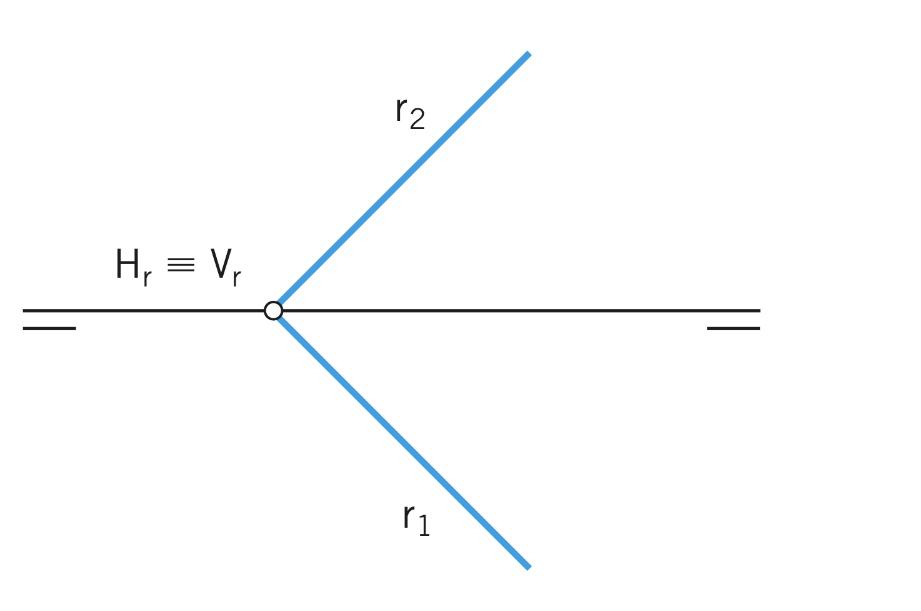 r₂
Hᵣ ≡ Vᵣ
r₁